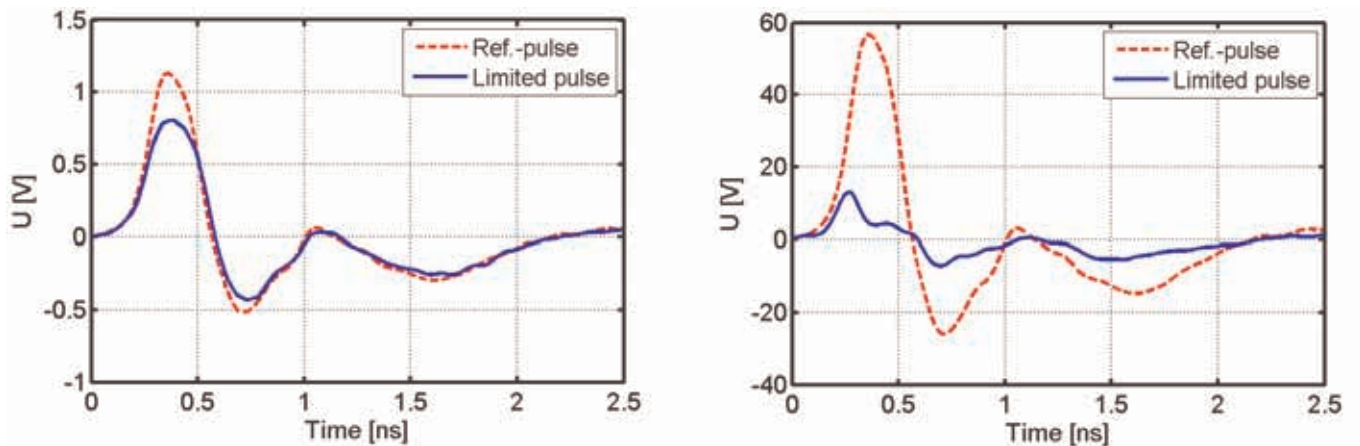 1.5
1
0.5
0
-0.5
-1
U [V]
Ref.-pulse
Limited pulse
0 0.5 1 1.5 2 2.5
Time [ns]
60
40
20
0
-20
-40
U [V]
Ref.-pulse
Limited pulse
0 0.5 1 1.5 2 2.5
Time [ns]